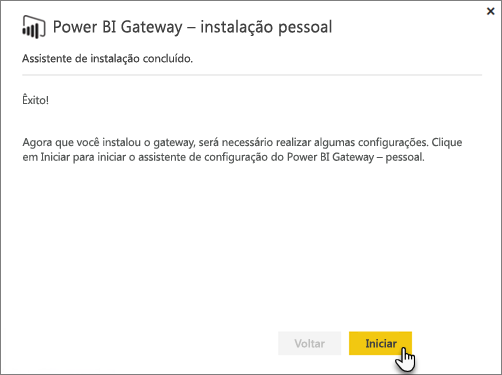 Power BI Gateway – instalação pessoal
Assistente de instalação concluído.
Êxito!
Agora que você instalou o gateway, será necessário realizar algumas configurações. Clique
em Iniciar para iniciar o assistente de configuração do Power BI Gateway – pessoal.
Voltar
Iniciar